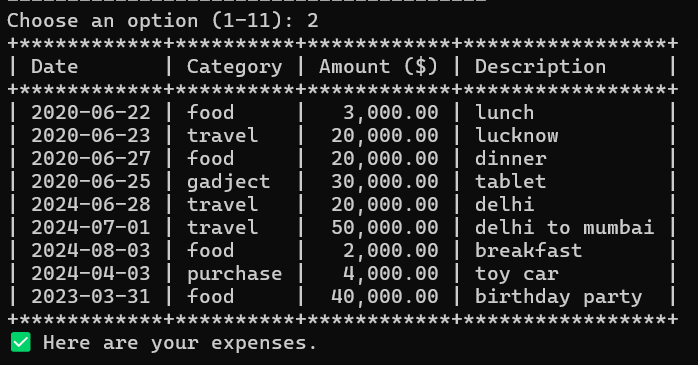 Choose an option (1-11): 2
+************+**********+************+*****************+
| Date       | Category | Amount ($) | Description     |
+************+**********+************+*****************+
| 2020-06-22 | food     |   3,000.00 | lunch           |
| 2020-06-23 | travel   |  20,000.00 | lucknow         |
| 2020-06-27 | food     |  20,000.00 | dinner          |
| 2020-06-25 | gadject  |  30,000.00 | tablet          |
| 2024-06-28 | travel   |  20,000.00 | delhi           |
| 2024-07-01 | travel   |  50,000.00 | delhi to mumbai |
| 2024-08-03 | food     |   2,000.00 | breakfast       |
| 2024-04-03 | purchase |   4,000.00 | toy car         |
| 2023-03-31 | food     |  40,000.00 | birthday party  |
+************+**********+************+*****************+
✅ Here are your expenses.